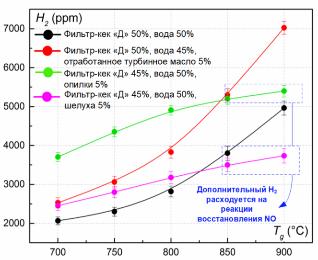 H₂ (ppm)
7000
6000
5000
4000
3000
2000
Фильтр-кек «Д» 50%, вода 50%
Фильтр-кек «Д» 50%, вода 45%,
отработанное турбинное масло 5%
Фильтр-кек «Д» 45%, вода 50%,
опилки 5%
Фильтр-кек «Д» 45%, вода 50%,
шелуха 5%
Дополнительный H₂
расходуется на
реакции
восстановления NO
700
750
800
850
900
Tg (°C)